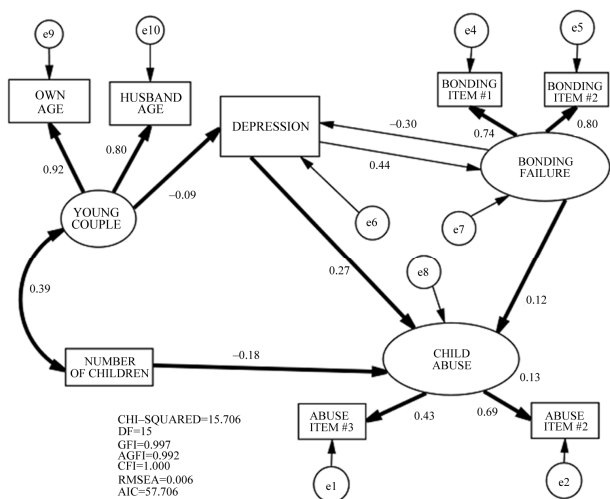 e9
e10
e4
e5
OWN
AGE
HUSBAND
AGE
DEPRESSION
BONDING
ITEM #1
BONDING
ITEM #2
−0.30
0.74
0.80
0.92
0.80
0.44
BONDING
FAILURE
−0.09
YOUNG
COUPLE
e6
e7
e8
0.27
0.39
0.12
NUMBER
OF CHILDREN
−0.18
CHILD
ABUSE
0.13
CHI–SQUARED=15.706
DF=15
GFI=0.997
AGFI=0.992
CFI=1.000
RMSEA=0.006
AIC=57.706
ABUSE
ITEM #3
0.43
0.69
ABUSE
ITEM #2
e1
e2